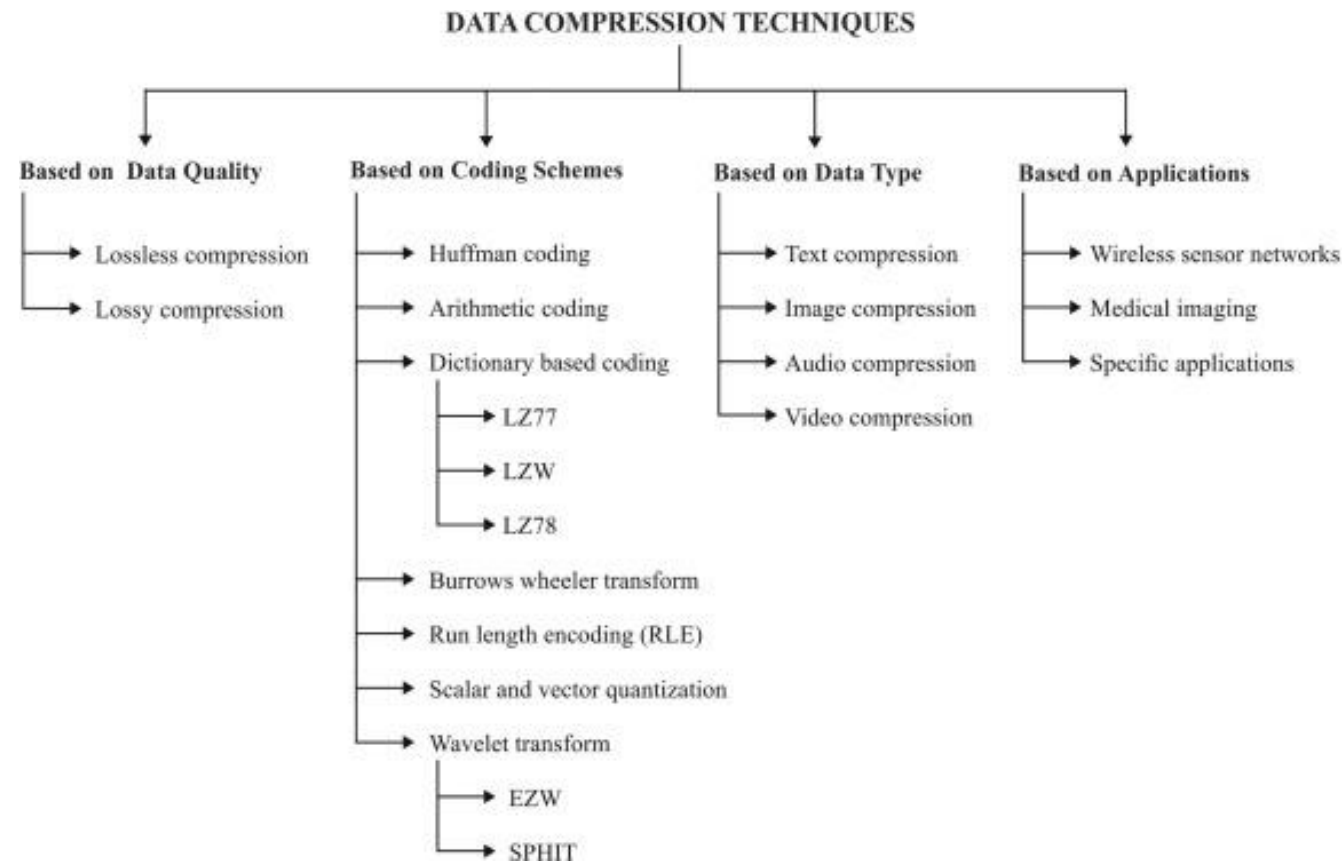 DATA COMPRESSION TECHNIQUES
Based on Data Quality
Lossless compression
Lossy compression
Based on Coding Schemes
Huffman coding
Arithmetic coding
Dictionary based coding
LZ77
LZW
LZ78
Burrows wheeler transform
Run length encoding (RLE)
Scalar and vector quantization
Wavelet transform
EZW
SPHIT
Based on Data Type
Text compression
Image compression
Audio compression
Video compression
Based on Applications
Wireless sensor networks
Medical imaging
Specific applications